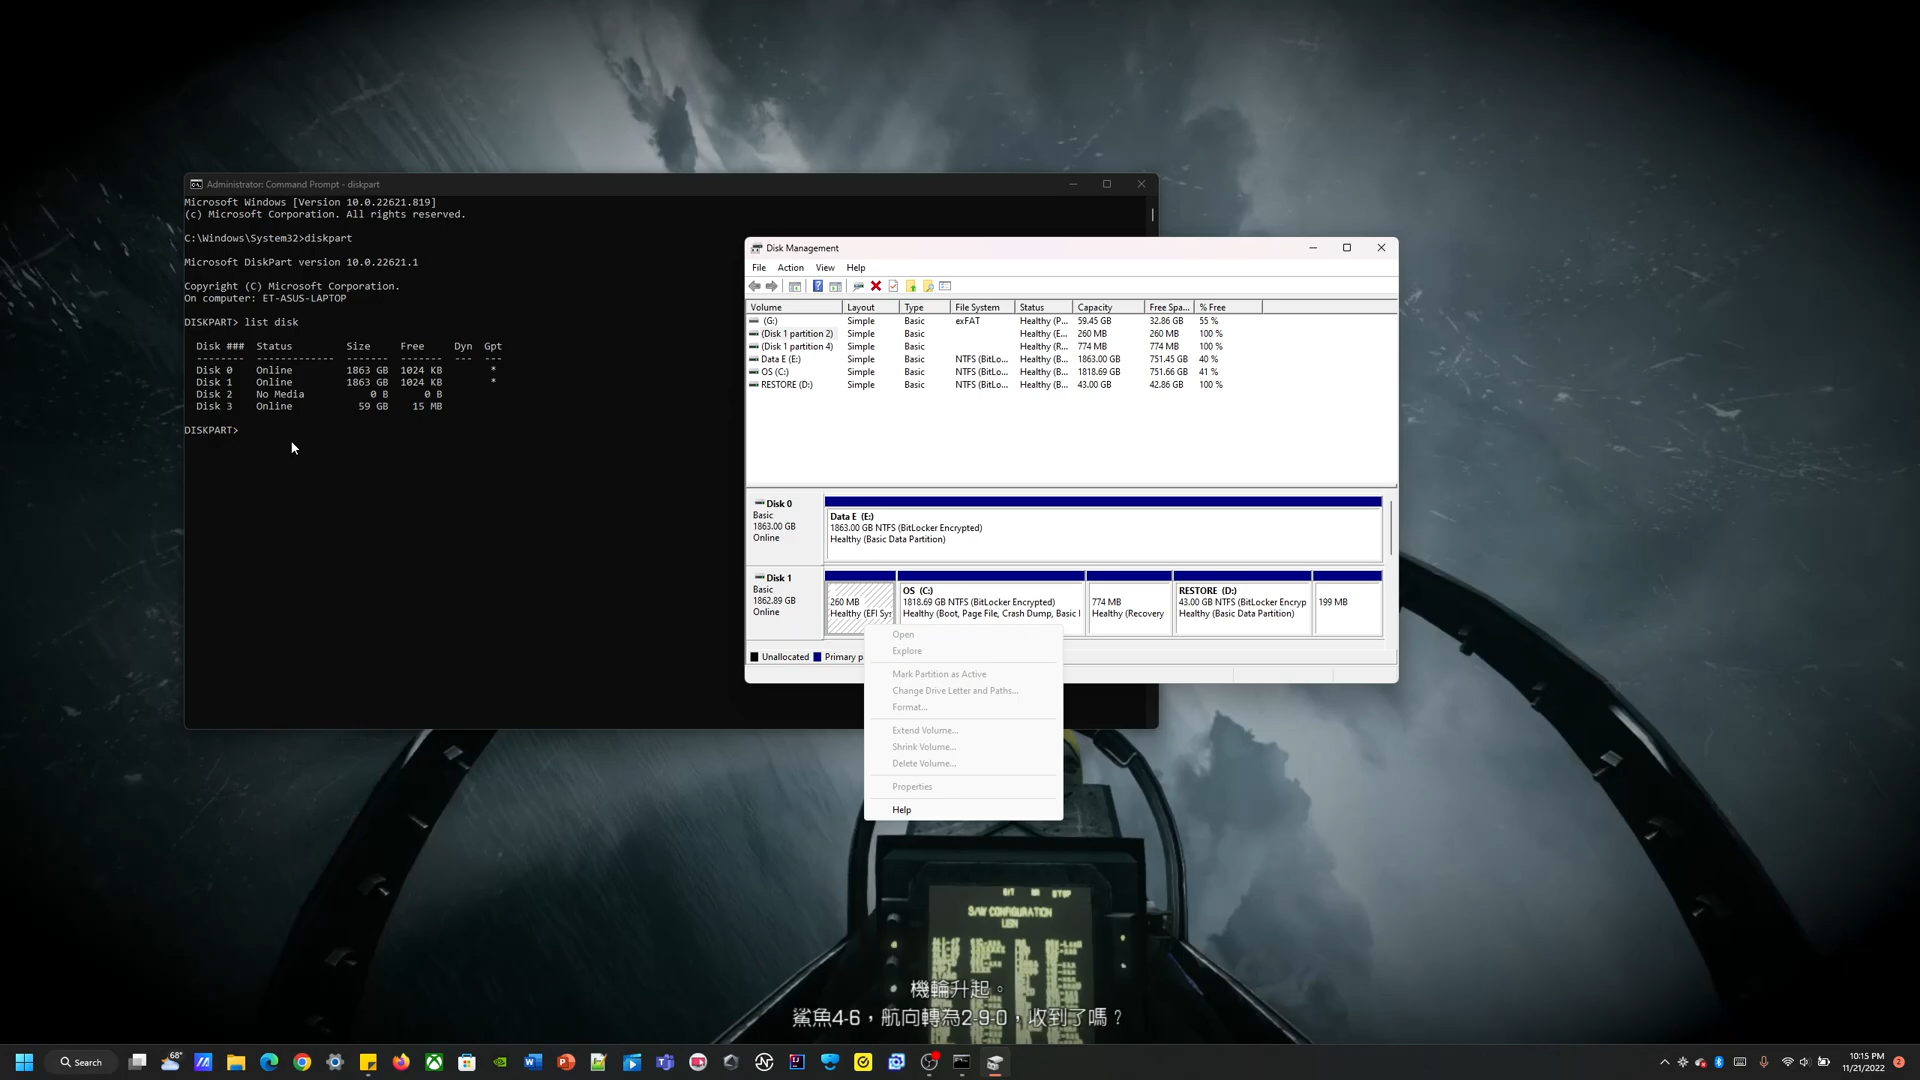 Administrator: Command Prompt - diskpart
Microsoft Windows [Version 10.0.22621.819]
(c) Microsoft Corporation. All rights reserved.
C:\Windows\System32>diskpart
Microsoft DiskPart version 10.0.22621.1
Copyright (C) Microsoft Corporation.
On computer: ET-ASUS-LAPTOP
DISKPART> list disk
Disk ### Status Size Free Dyn Gpt
-------- ------------- ------- ------- --- ---
Disk 0 Online 1863 GB 1024 KB *
Disk 1 Online 1863 GB 1024 KB *
Disk 2 No Media 0 B 0 B
Disk 3 Online 59 GB 15 MB
DISKPART>
Disk Management
File Action View Help
Volume Layout Type File System Status Capacity Free Spa... % Free
(G:) Simple Basic exFAT Healthy (P... 59.45 GB 32.86 GB 55 %
(Disk 1 partition 2) Simple Basic Healthy (E... 260 MB 260 MB 100 %
(Disk 1 partition 4) Simple Basic Healthy (R... 774 MB 774 MB 100 %
Data E (E:) Simple Basic NTFS (BitLo... Healthy (B... 1863.00 GB 751.45 GB 40 %
OS (C:) Simple Basic NTFS (BitLo... Healthy (B... 1818.69 GB 751.66 GB 41 %
RESTORE (D:) Simple Basic NTFS (BitLo... Healthy (B... 43.00 GB 42.86 GB 100 %
Disk 0
Basic
1863.00 GB
Online
Data E (E:)
1863.00 GB NTFS (BitLocker Encrypted)
Healthy (Basic Data Partition)
Disk 1
Basic
1862.89 GB
Online
260 MB
Healthy (EFI Sy
OS (C:)
1818.69 GB NTFS (BitLocker Encrypted)
Healthy (Boot, Page File, Crash Dump, Basic
774 MB
Healthy (Recovery
RESTORE (D:)
43.00 GB NTFS (BitLocker Encryp
Healthy (Basic Data Partition)
199 MB
Unallocated Primary p
Open
Explore
Mark Partition as Active
Change Drive Letter and Paths...
Format...
Extend Volume...
Shrink Volume...
Delete Volume...
Properties
Help
S/W CONFIGURATION
機輪升起。
鯊魚4-6，航向轉為2-9-0，收到了嗎？
Search
68°
10:15 PM
11/21/2022
2